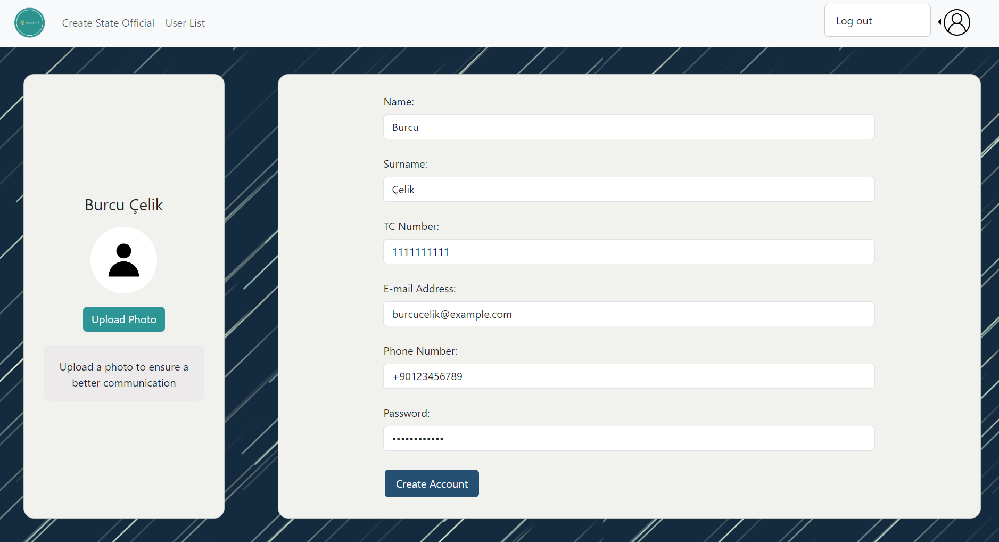 securent
Create State Official
User List
Log out
Burcu Çelik
Upload Photo
Upload a photo to ensure a
better communication
Name:
Burcu
Surname:
Çelik
TC Number:
1111111111
E-mail Address:
burcucelik@example.com
Phone Number:
+90123456789
Password:
••••••••••••
Create Account